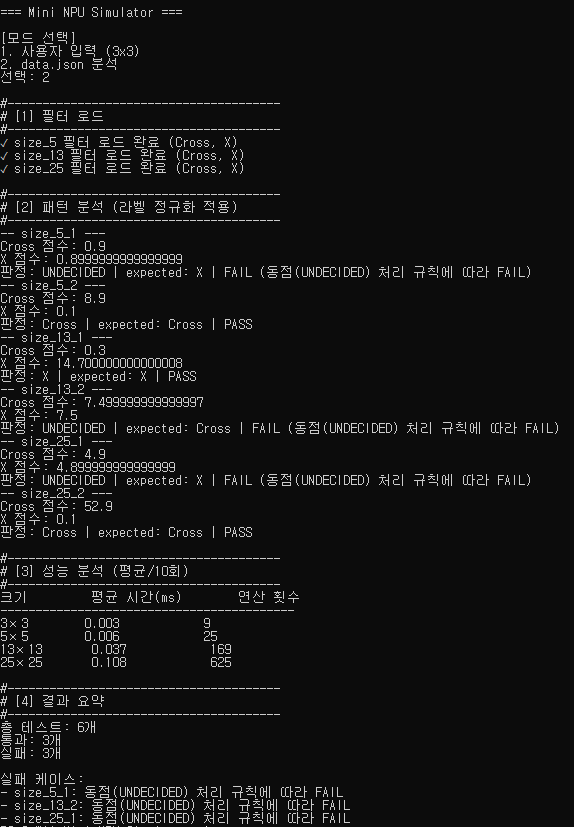 === Mini NPU Simulator ===
[모드 선택]
1. 사용자 입력 (3x3)
2. data.json 분석
선택: 2
#---------------------------------------
# [1] 필터 로드
#---------------------------------------
✓ size_5 필터 로드 완료 (Cross, X)
✓ size_13 필터 로드 완료 (Cross, X)
✓ size_25 필터 로드 완료 (Cross, X)
#---------------------------------------
# [2] 패턴 분석 (라벨 정규화 적용)
#---------------------------------------
-- size_5_1 ---
Cross 점수: 0.9
X 점수: 0.8999999999999999
판정: UNDECIDED | expected: X | FAIL (동점(UNDECIDED) 처리 규칙에 따라 FAIL)
-- size_5_2 ---
Cross 점수: 8.9
X 점수: 0.1
판정: Cross | expected: Cross | PASS
-- size_13_1 ---
Cross 점수: 0.3
X 점수: 14.700000000000008
판정: X | expected: X | PASS
-- size_13_2 ---
Cross 점수: 7.499999999999997
X 점수: 7.5
판정: UNDECIDED | expected: Cross | FAIL (동점(UNDECIDED) 처리 규칙에 따라 FAIL)
-- size_25_1 ---
Cross 점수: 4.9
X 점수: 4.899999999999999
판정: UNDECIDED | expected: X | FAIL (동점(UNDECIDED) 처리 규칙에 따라 FAIL)
-- size_25_2 ---
Cross 점수: 52.9
X 점수: 0.1
판정: Cross | expected: Cross | PASS
#---------------------------------------
# [3] 성능 분석 (평균/10회)
#---------------------------------------
크기 평균 시간(ms) 연산 횟수
------------------------------------------
3×3 0.003 9
5×5 0.006 25
13×13 0.037 169
25×25 0.108 625
#---------------------------------------
# [4] 결과 요약
#---------------------------------------
총 테스트: 6개
통과: 3개
실패: 3개
실패 케이스:
- size_5_1: 동점(UNDECIDED) 처리 규칙에 따라 FAIL
- size_13_2: 동점(UNDECIDED) 처리 규칙에 따라 FAIL
- size_25_1: 동점(UNDECIDED) 처리 규칙에 따라 FAIL